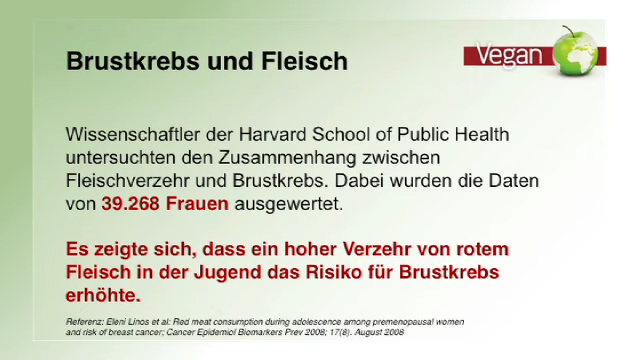 Brustkrebs und Fleisch
Vegan
Wissenschaftler der Harvard School of Public Health
untersuchten den Zusammenhang zwischen
Fleischverzehr und Brustkrebs. Dabei wurden die Daten
von 39.268 Frauen ausgewertet.
Es zeigte sich, dass ein hoher Verzehr von rotem
Fleisch in der Jugend das Risiko für Brustkrebs
erhöhte.
Referenz: Eleni Linos et al: Red meat consumption during adolescence among premenopausal women
and risk of breast cancer; Cancer Epidemiol Biomarkers Prev 2008; 17(8). August 2008